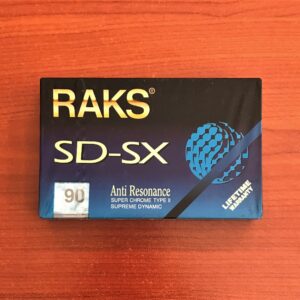 RAKS®
SD-SX
90
Anti Resonance
SUPER CHROME TYPE II
SUPREME DYNAMIC
LIFETIME
WARRANTY